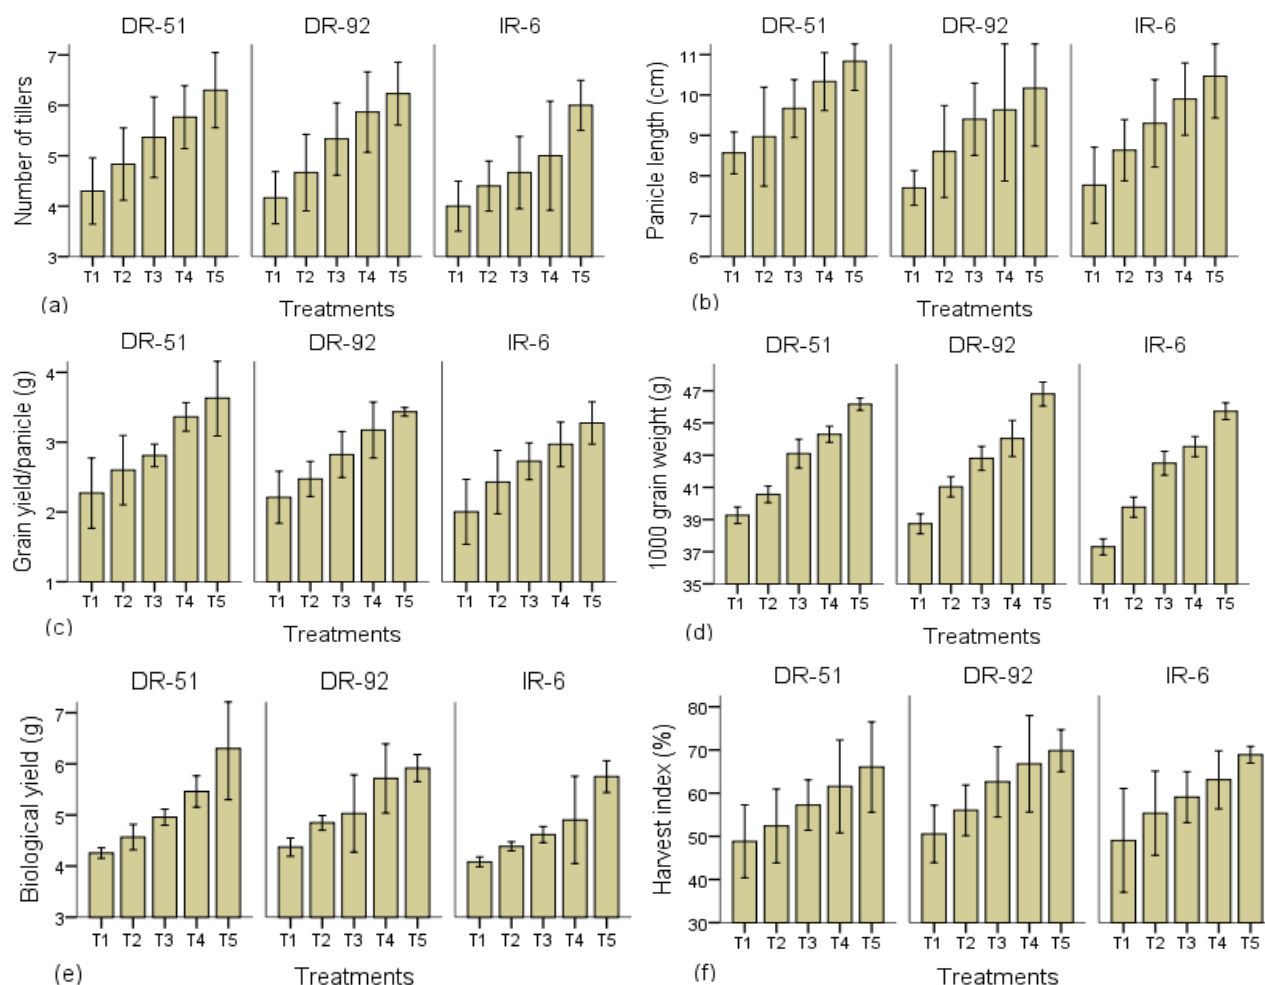 DR-51 DR-92 IR-6
Number of tillers
7
6
5
4
3
T1 T2 T3 T4 T5 T1 T2 T3 T4 T5 T1 T2 T3 T4 T5
(a) Treatments
DR-51 DR-92 IR-6
Panicle length (cm)
11
10
9
8
7
6
T1 T2 T3 T4 T5 T1 T2 T3 T4 T5 T1 T2 T3 T4 T5
(b) Treatments
DR-51 DR-92 IR-6
Grain yield/panicle (g)
4
3
2
1
T1 T2 T3 T4 T5 T1 T2 T3 T4 T5 T1 T2 T3 T4 T5
(c) Treatments
DR-51 DR-92 IR-6
1000 grain weight (g)
47
45
43
41
39
37
35
T1 T2 T3 T4 T5 T1 T2 T3 T4 T5 T1 T2 T3 T4 T5
(d) Treatments
DR-51 DR-92 IR-6
Biological yield (g)
7
6
5
4
3
T1 T2 T3 T4 T5 T1 T2 T3 T4 T5 T1 T2 T3 T4 T5
(e) Treatments
DR-51 DR-92 IR-6
Harvest index (%)
80
70
60
50
40
30
T1 T2 T3 T4 T5 T1 T2 T3 T4 T5 T1 T2 T3 T4 T5
(f) Treatments